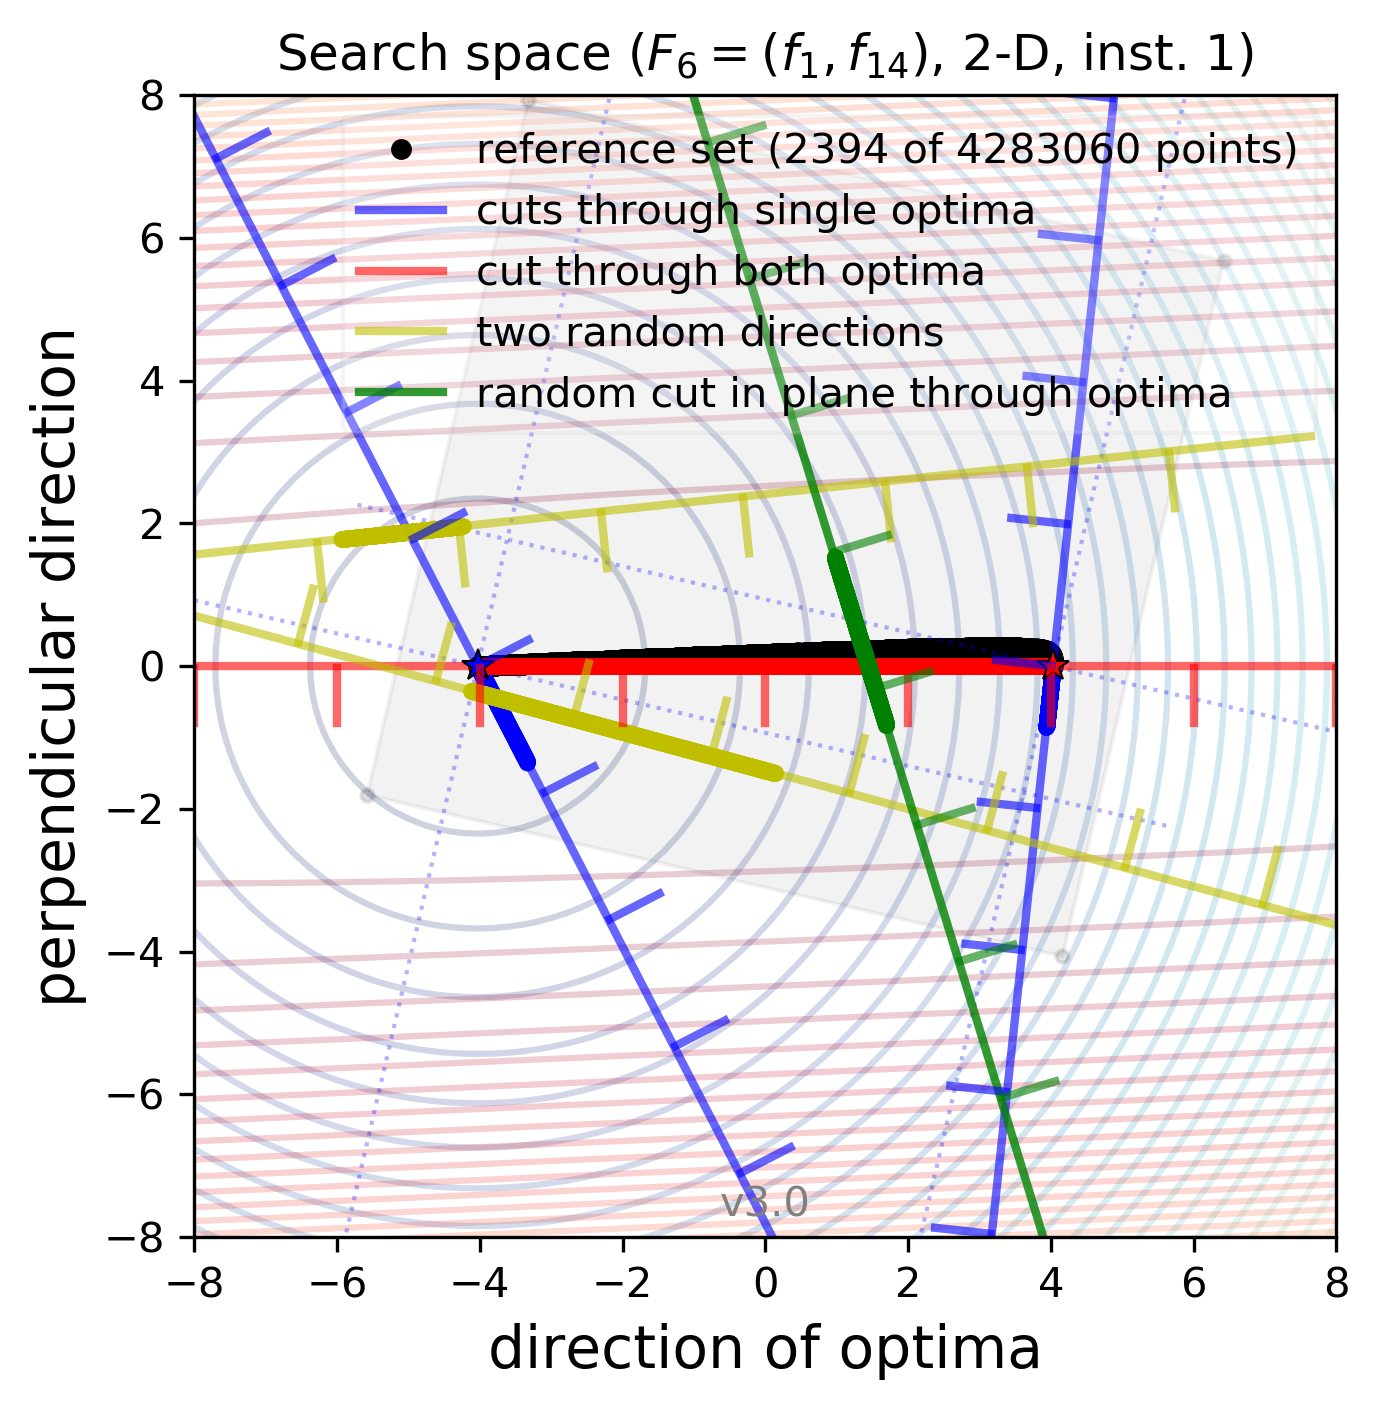 Search space (F₆ = (f₁, f₁₄), 2-D, inst. 1)
8
6
4
2
0
−2
−4
−6
−8
perpendicular direction
reference set (2394 of 4283060 points)
cuts through single optima
cut through both optima
two random directions
random cut in plane through optima
v3.0
−8 −6 −4 −2 0 2 4 6 8
direction of optima